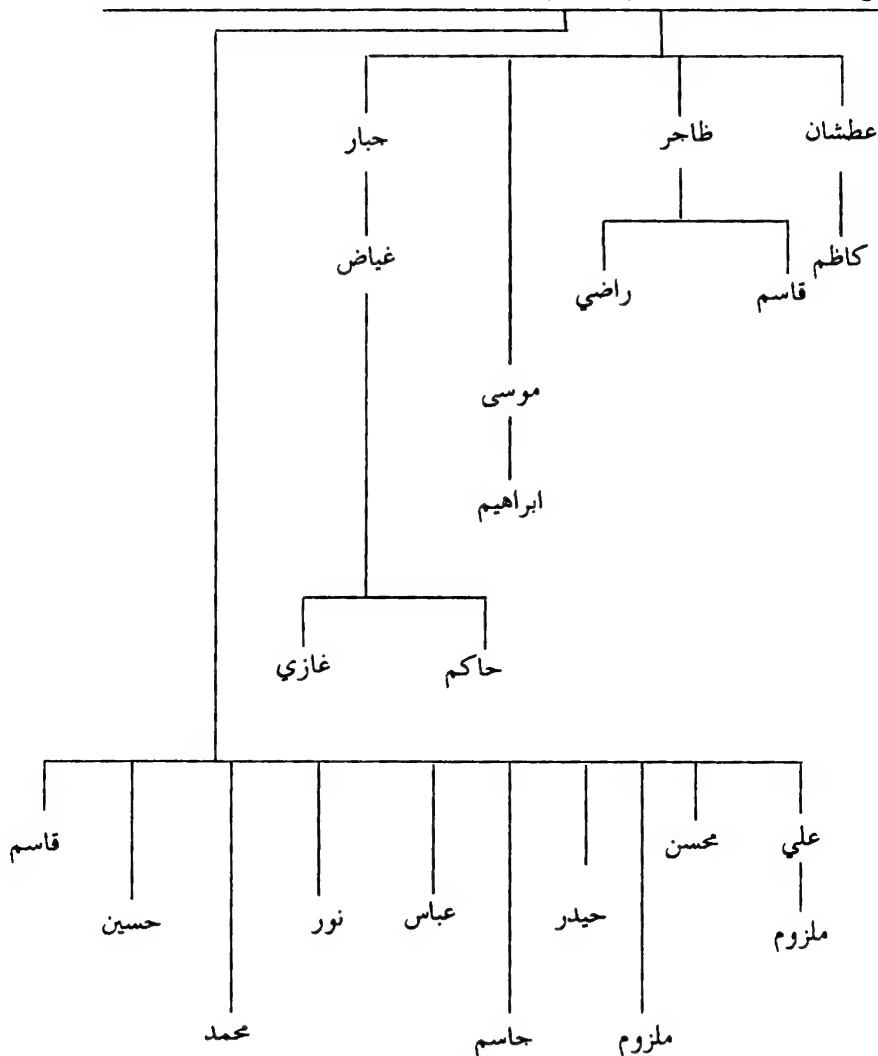 عطشان
ظاجر
حبار
كاظم
قاسم
راضي
غياض
موسى
ابراهيم
حاكم
غازي
علي
محسن
قاسم
ملزوم
حيدر
عباس
نور
حسين
ملزوم
جاسم
محمد